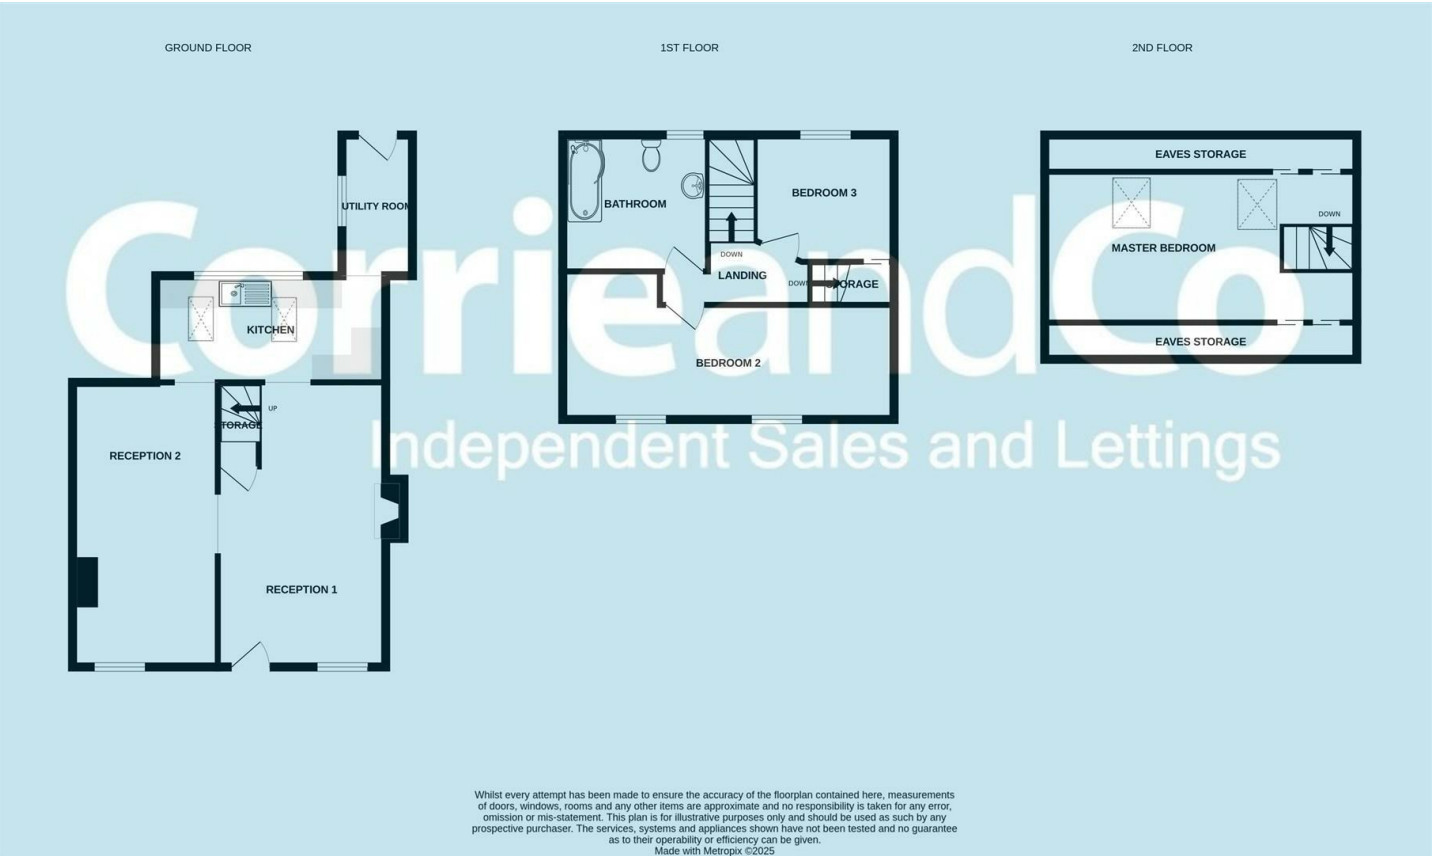 GROUND FLOOR
1ST FLOOR
2ND FLOOR
UTILITY ROOM
KITCHEN
UP
STORAGE
RECEPTION 2
RECEPTION 1
BATHROOM
BEDROOM 3
DOWN
LANDING
DOWN
STORAGE
BEDROOM 2
EAVES STORAGE
DOWN
MASTER BEDROOM
EAVES STORAGE
CorrieandCo
Independent Sales and Lettings
Whilst every attempt has been made to ensure the accuracy of the floorplan contained here, measurements
of doors, windows, rooms and any other items are approximate and no responsibility is taken for any error,
omission or mis-statement. This plan is for illustrative purposes only and should be used as such by any
prospective purchaser. The services, systems and appliances shown have not been tested and no guarantee
as to their operability or efficiency can be given.
Made with Metropix ©2025